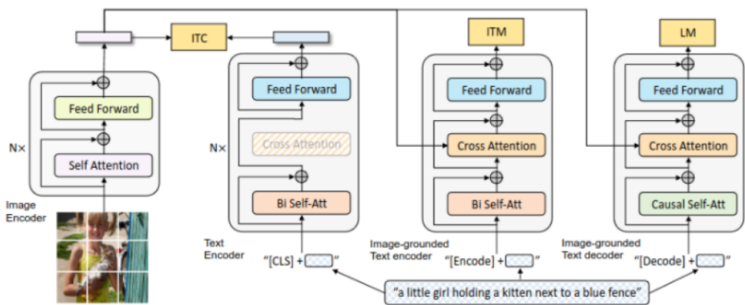 ITC
ITM
LM
Feed Forward
Self Attention
N×
Image
Encoder
Feed Forward
Cross Attention
Bi Self-Att
N×
Text
Encoder
"[CLS] + "
Feed Forward
Cross Attention
Bi Self-Att
Image-grounded
Text encoder
"[Encode] + "
Feed Forward
Cross Attention
Causal Self-Att
Image-grounded
Text decoder
"[Decode] + "
"a little girl holding a kitten next to a blue fence"